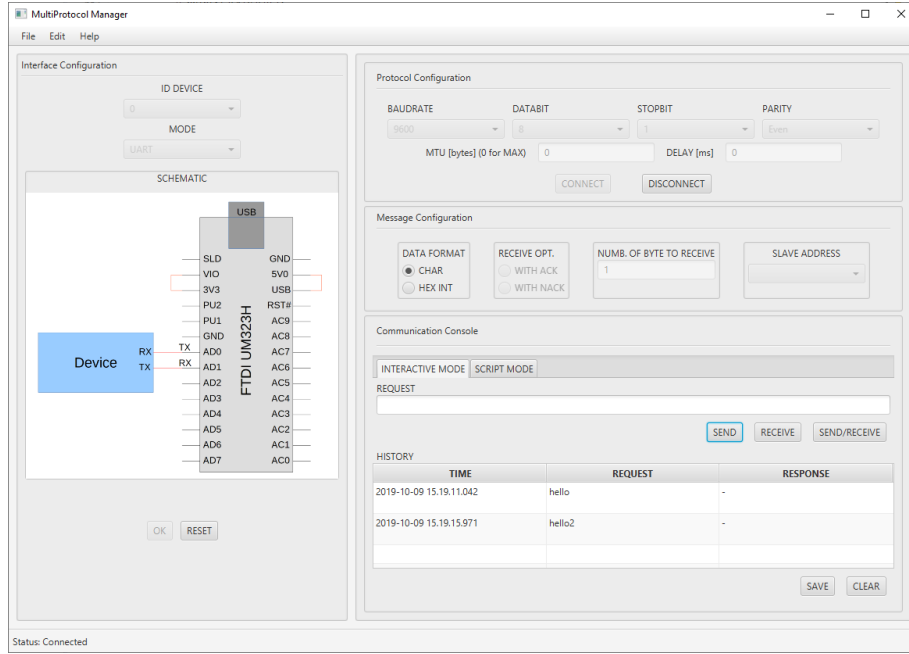 MultiProtocol Manager
File Edit Help
Interface Configuration
ID DEVICE
0
MODE
UART
SCHEMATIC
USB
SLD GND
VIO 5V0
3V3 USB
PU2 RST#
PU1 AC9
GND AC8
AD0 AC7
AD1 AC6
AD2 AC5
AD3 AC4
AD4 AC3
AD5 AC2
AD6 AC1
AD7 AC0
FTDI UM323H
Device
RX TX
TX RX
OK RESET
Protocol Configuration
BAUDRATE DATABIT STOPBIT PARITY
9600 8 1 Even
MTU [bytes] (0 for MAX) 0 DELAY [ms] 0
CONNECT DISCONNECT
Message Configuration
DATA FORMAT
CHAR
HEX INT
RECEIVE OPT.
WITH ACK
WITH NACK
NUMB. OF BYTE TO RECEIVE
1
SLAVE ADDRESS
Communication Console
INTERACTIVE MODE SCRIPT MODE
REQUEST
SEND RECEIVE SEND/RECEIVE
HISTORY
TIME REQUEST RESPONSE
2019-10-09 15.19.11.042 hello -
2019-10-09 15.19.15.971 hello2 -
SAVE CLEAR
Status: Connected